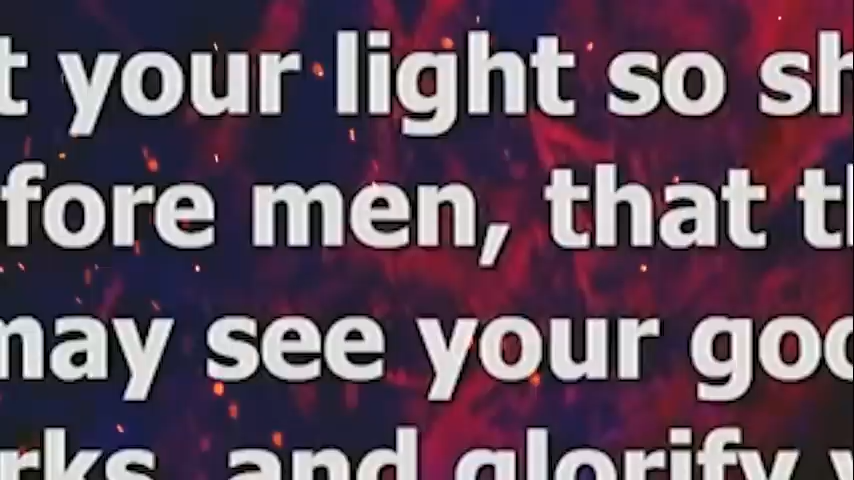 t your light so sh
fore men, that th
may see your goo
rks, and glorify y